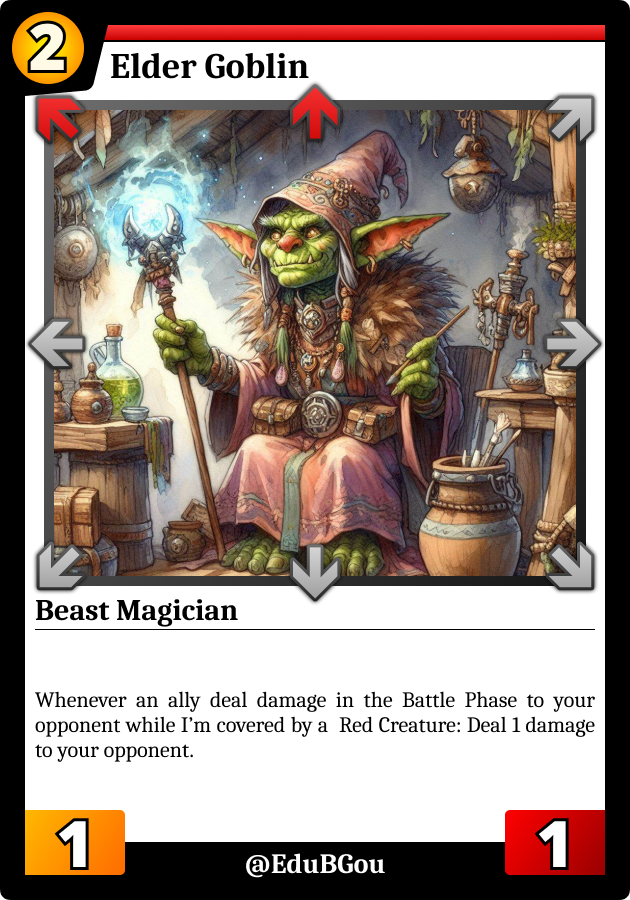 2
Elder Goblin
Beast Magician
Whenever an ally deal damage in the Battle Phase to your
opponent while I’m covered by a Red Creature: Deal 1 damage
to your opponent.
1
@EduBGou
1